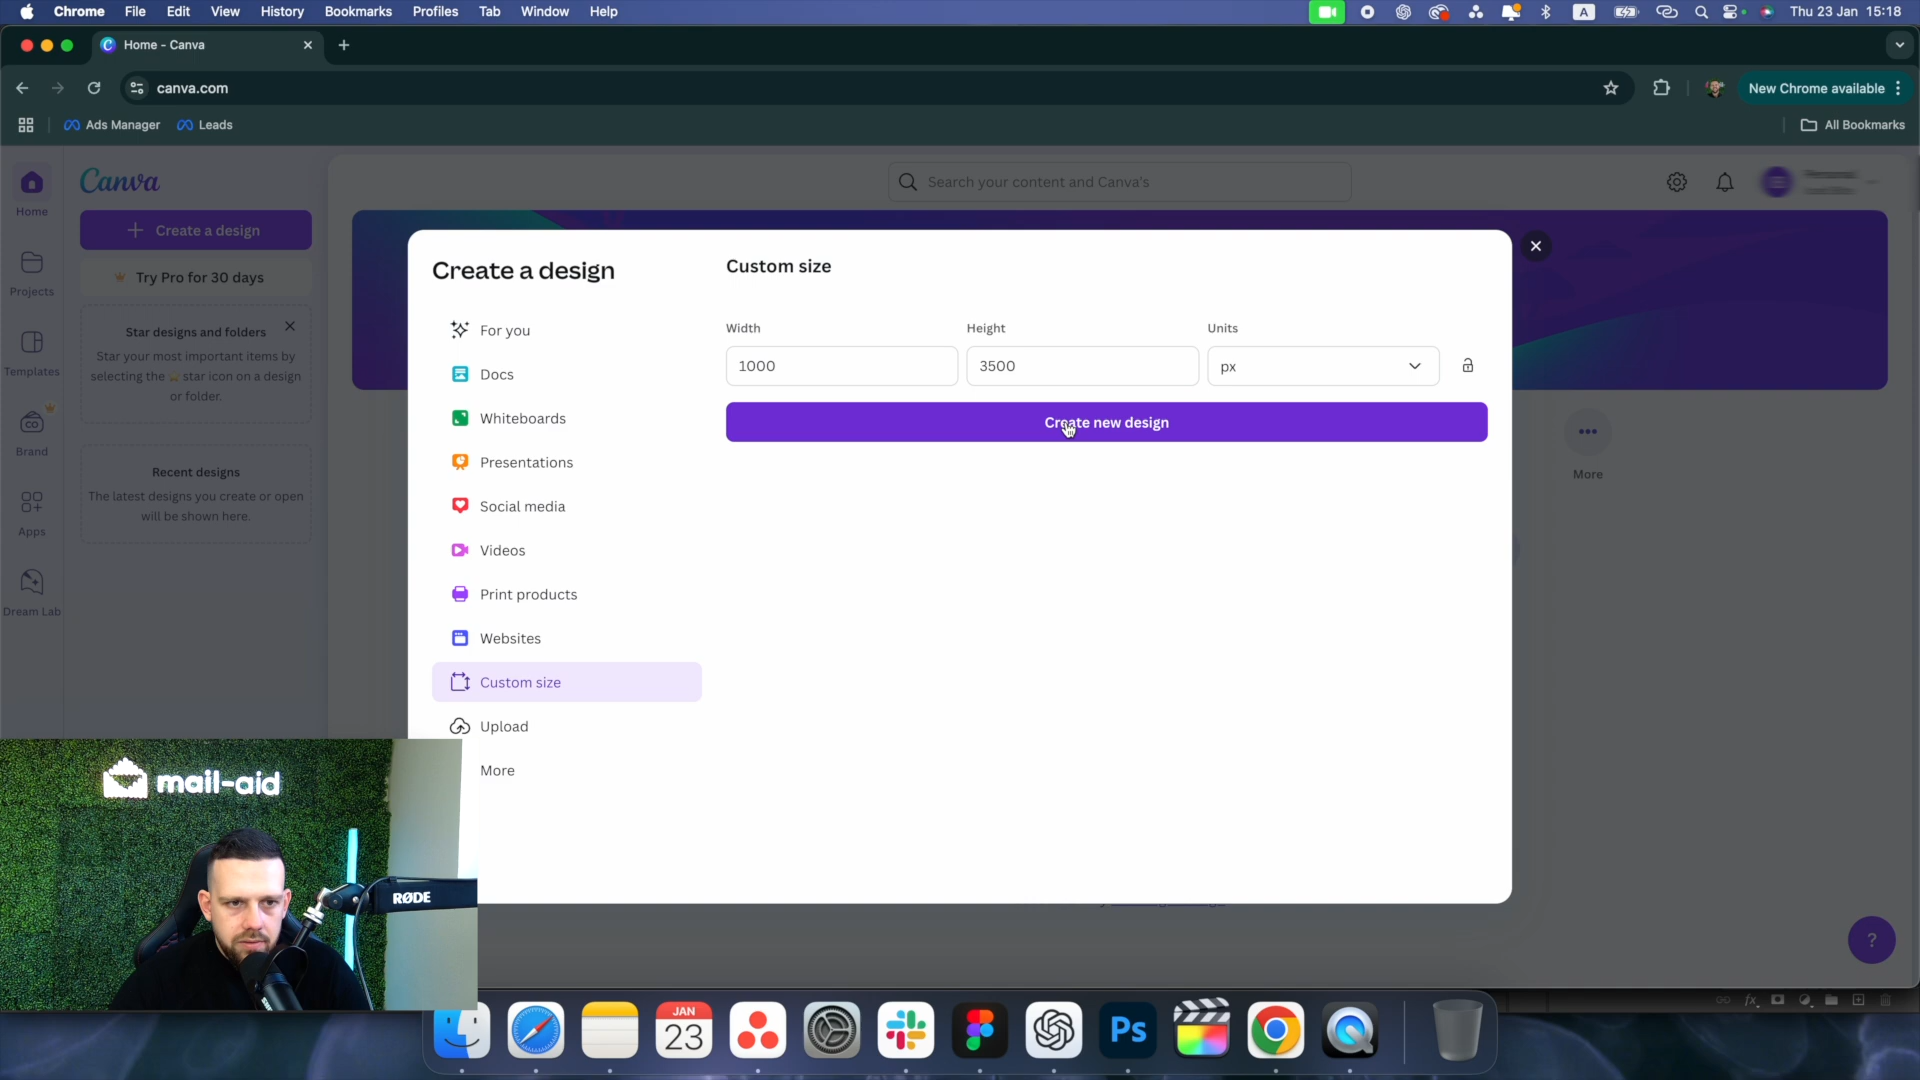 Chrome File Edit View History Bookmarks Profiles Tab Window Help
A
Thu 23 Jan 15:18
Home - Canva
canva.com
New Chrome available
Ads Manager
Leads
All Bookmarks
Home
Projects
Templates
Brand
Apps
Dream Lab
Canva
Create a design
Try Pro for 30 days
Star designs and folders
Star your most important items by
selecting the star icon on a design
or folder.
Recent designs
The latest designs you create or open
will be shown here.
Search your content and Canva's
Create a design
For you
Docs
Whiteboards
Presentations
Social media
Videos
Print products
Websites
Custom size
Upload
More
Custom size
Width
Height
Units
1000
3500
px
Create new design
More
?
mail-aid
RØDE
fx
JAN
23
Ps